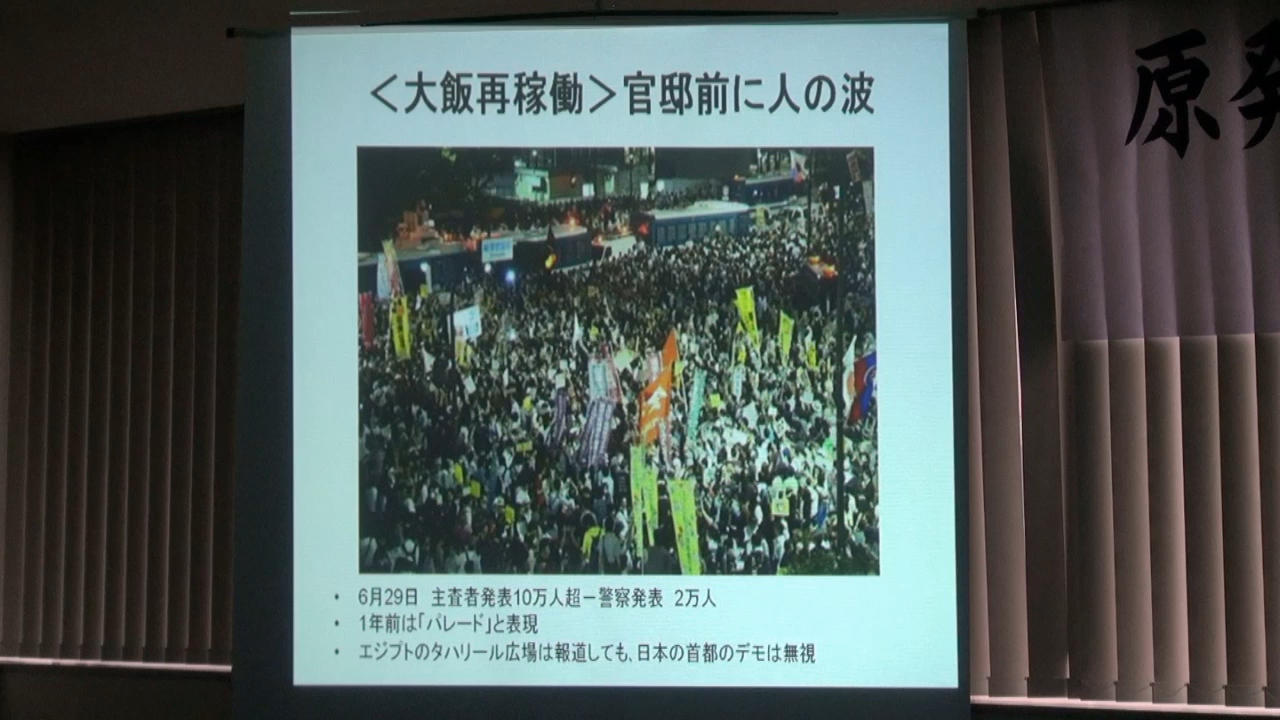 ＜大飯再稼働＞官邸前に人の波
• 6月29日　主査者発表10万人超－警察発表　2万人
• 1年前は「パレード」と表現
• エジプトのタハリール広場は報道しても、日本の首都のデモは無視
原発